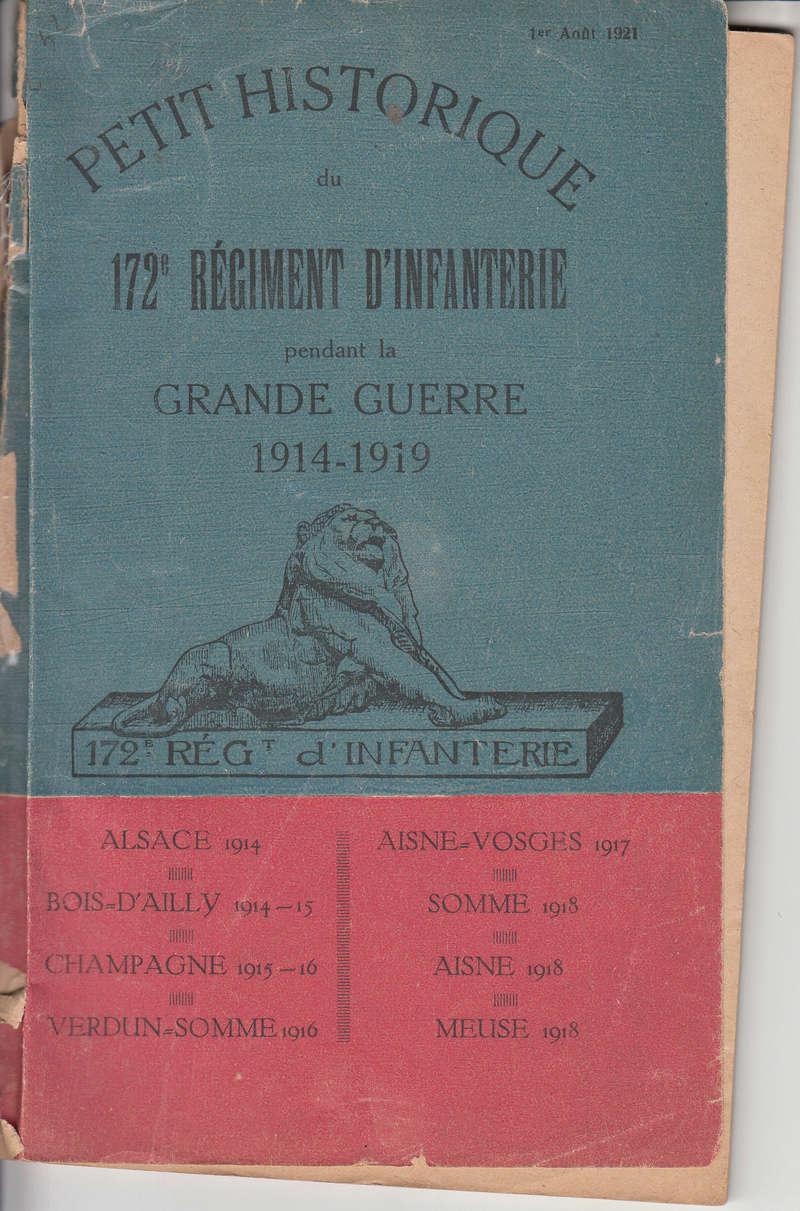 1er Août 1921
PETIT HISTORIQUE
du
172e RÉGIMENT D'INFANTERIE
pendant la
GRANDE GUERRE
1914-1919
172E RÉGT d'INFANTERIE
ALSACE 1914
BOIS=D'AILLY 1914-15
CHAMPAGNE 1915-16
VERDUN=SOMME 1916
AISNE=VOSGES 1917
SOMME 1918
AISNE 1918
MEUSE 1918